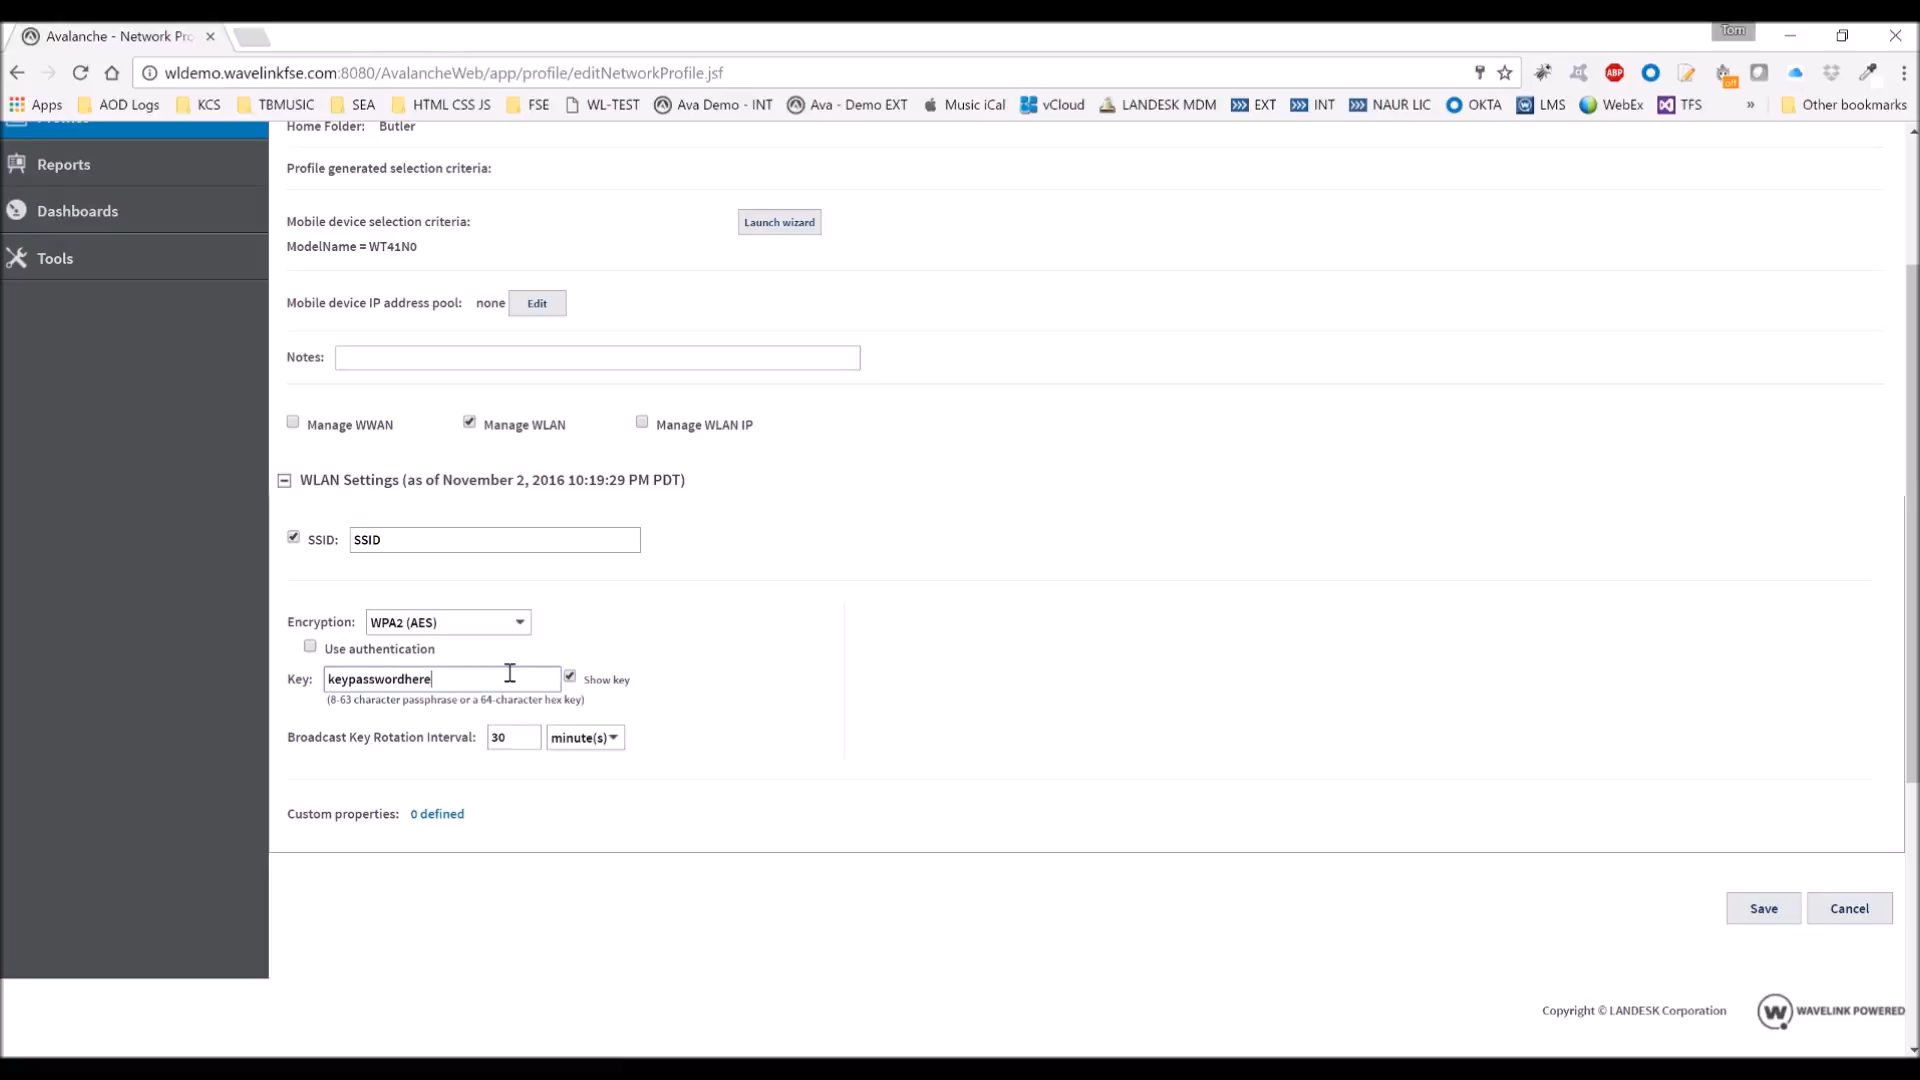 Avalanche - Network Pro
Tom
wldemo.wavelinkfse.com:8080/AvalancheWeb/app/profile/editNetworkProfile.jsf
ABP
off
Apps AOD Logs KCS TBMUSIC SEA HTML CSS JS FSE WL-TEST Ava Demo - INT Ava - Demo EXT Music iCal vCloud LANDESK MDM EXT INT NAUR LIC OKTA LMS WebEx TFS » Other bookmarks
Reports
Dashboards
Tools
Home Folder: Butler
Profile generated selection criteria:
Mobile device selection criteria: Launch wizard
ModelName = WT41N0
Mobile device IP address pool: none Edit
Notes:
Manage WWAN Manage WLAN Manage WLAN IP
WLAN Settings (as of November 2, 2016 10:19:29 PM PDT)
SSID: SSID
Encryption: WPA2 (AES)
Use authentication
Key: keypasswordhere Show key
(8-63 character passphrase or a 64-character hex key)
Broadcast Key Rotation Interval: 30 minute(s)
Custom properties: 0 defined
Save Cancel
Copyright © LANDESK Corporation WAVELINK POWERED